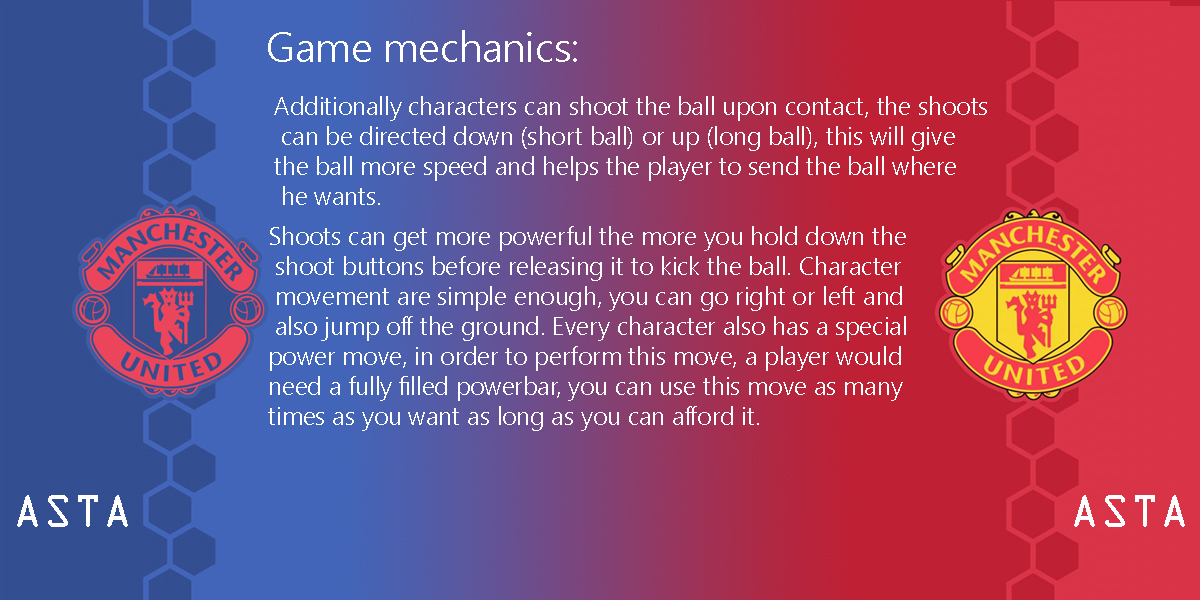 Game mechanics:
Additionally characters can shoot the ball upon contact, the shoots
can be directed down (short ball) or up (long ball), this will give
the ball more speed and helps the player to send the ball where
he wants.
Shoots can get more powerful the more you hold down the
shoot buttons before releasing it to kick the ball. Character
movement are simple enough, you can go right or left and
also jump off the ground. Every character also has a special
power move, in order to perform this move, a player would
need a fully filled powerbar, you can use this move as many
times as you want as long as you can afford it.
MANCHESTER
UNITED
MANCHESTER
UNITED
ASTA
ASTA